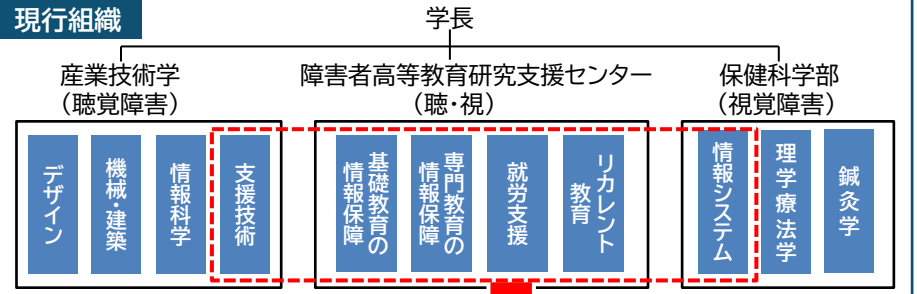 現行組織
学長
産業技術学
(聴覚障害)
障害者高等教育研究支援センター
(聴・視)
保健科学部
(視覚障害)
デザイン
機械・建築
情報科学
支援技術
基礎教育の
情報保障
専門教育の
情報保障
就労支援
リカレント
教育
情報システム
理学療法学
鍼灸学